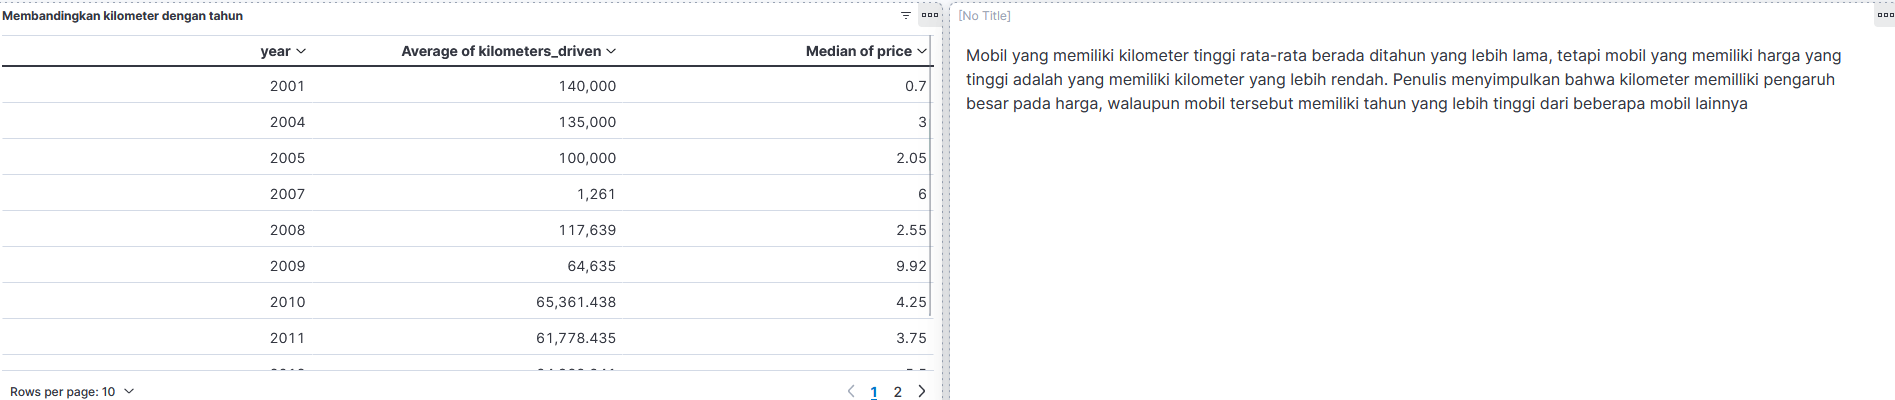 Membandingkan kilometer dengan tahun
year Average of kilometers_driven Median of price
2001 140,000 0.7
2004 135,000 3
2005 100,000 2.05
2007 1,261 6
2008 117,639 2.55
2009 64,635 9.92
2010 65,361.438 4.25
2011 61,778.435 3.75
Rows per page: 10 1 2
[No Title]
Mobil yang memiliki kilometer tinggi rata-rata berada ditahun yang lebih lama, tetapi mobil yang memiliki harga yang
tinggi adalah yang memiliki kilometer yang lebih rendah. Penulis menyimpulkan bahwa kilometer memilliki pengaruh
besar pada harga, walaupun mobil tersebut memiliki tahun yang lebih tinggi dari beberapa mobil lainnya